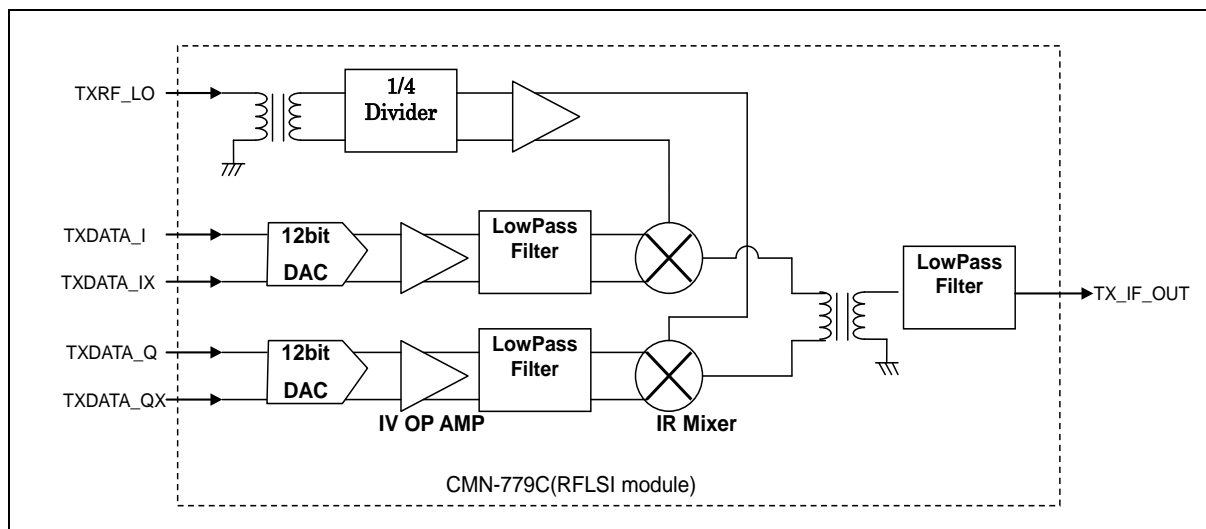 TXRF_LO
1/4
Divider
TXDATA_I
TXDATA_IX
12bit
DAC
LowPass
Filter
LowPass
Filter
TX_IF_OUT
TXDATA_Q
TXDATA_QX
12bit
DAC
LowPass
Filter
IV OP AMP
IR Mixer
CMN-779C(RFLSI module)